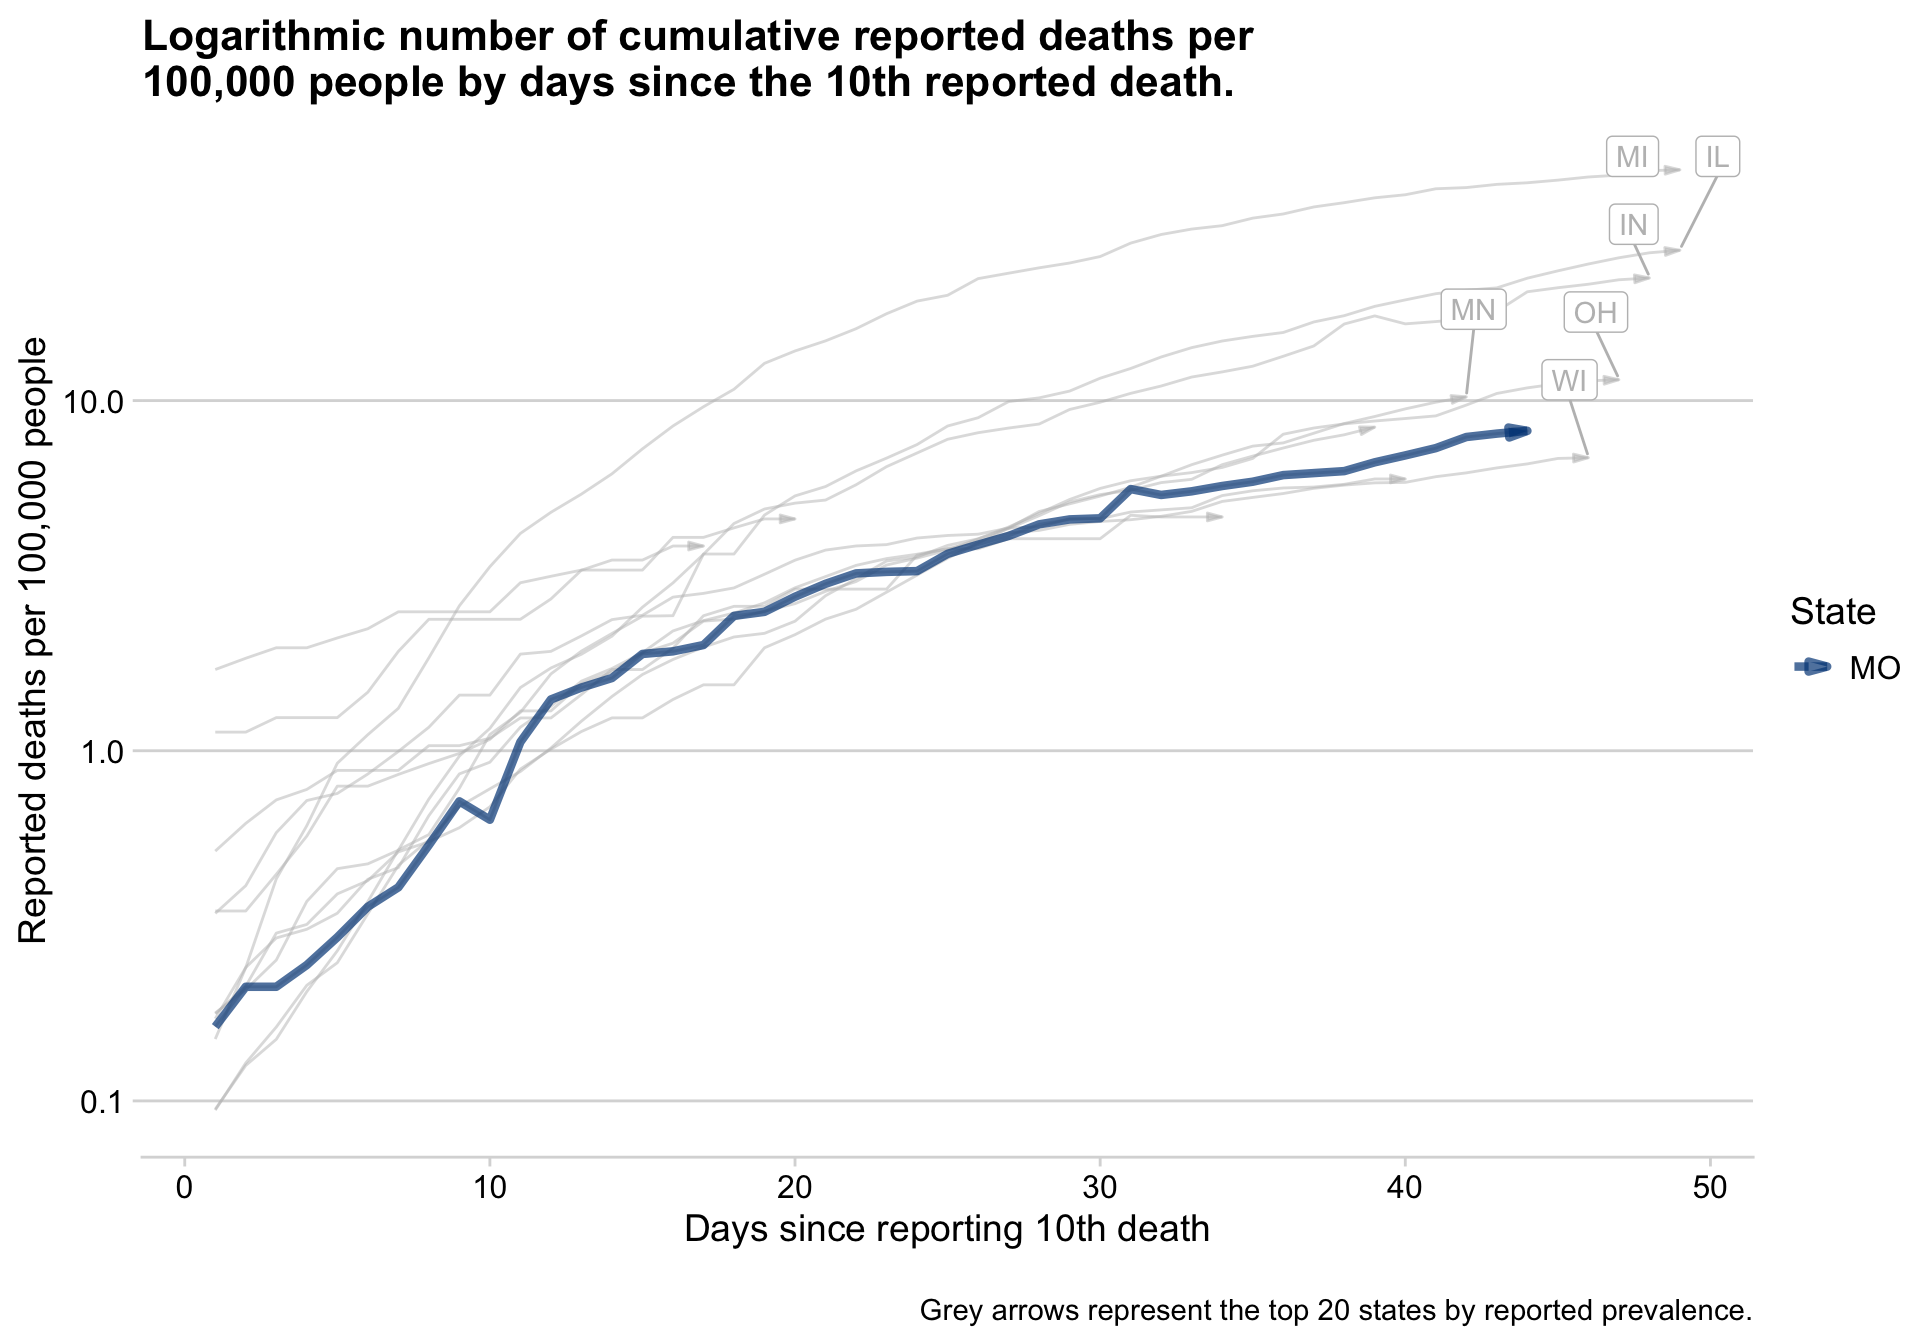 Logarithmic number of cumulative reported deaths per
100,000 people by days since the 10th reported death.
MI
IL
IN
MN
OH
WI
Reported deaths per 100,000 people
10.0
1.0
0.1
State
MO
0
10
20
30
40
50
Days since reporting 10th death
Grey arrows represent the top 20 states by reported prevalence.